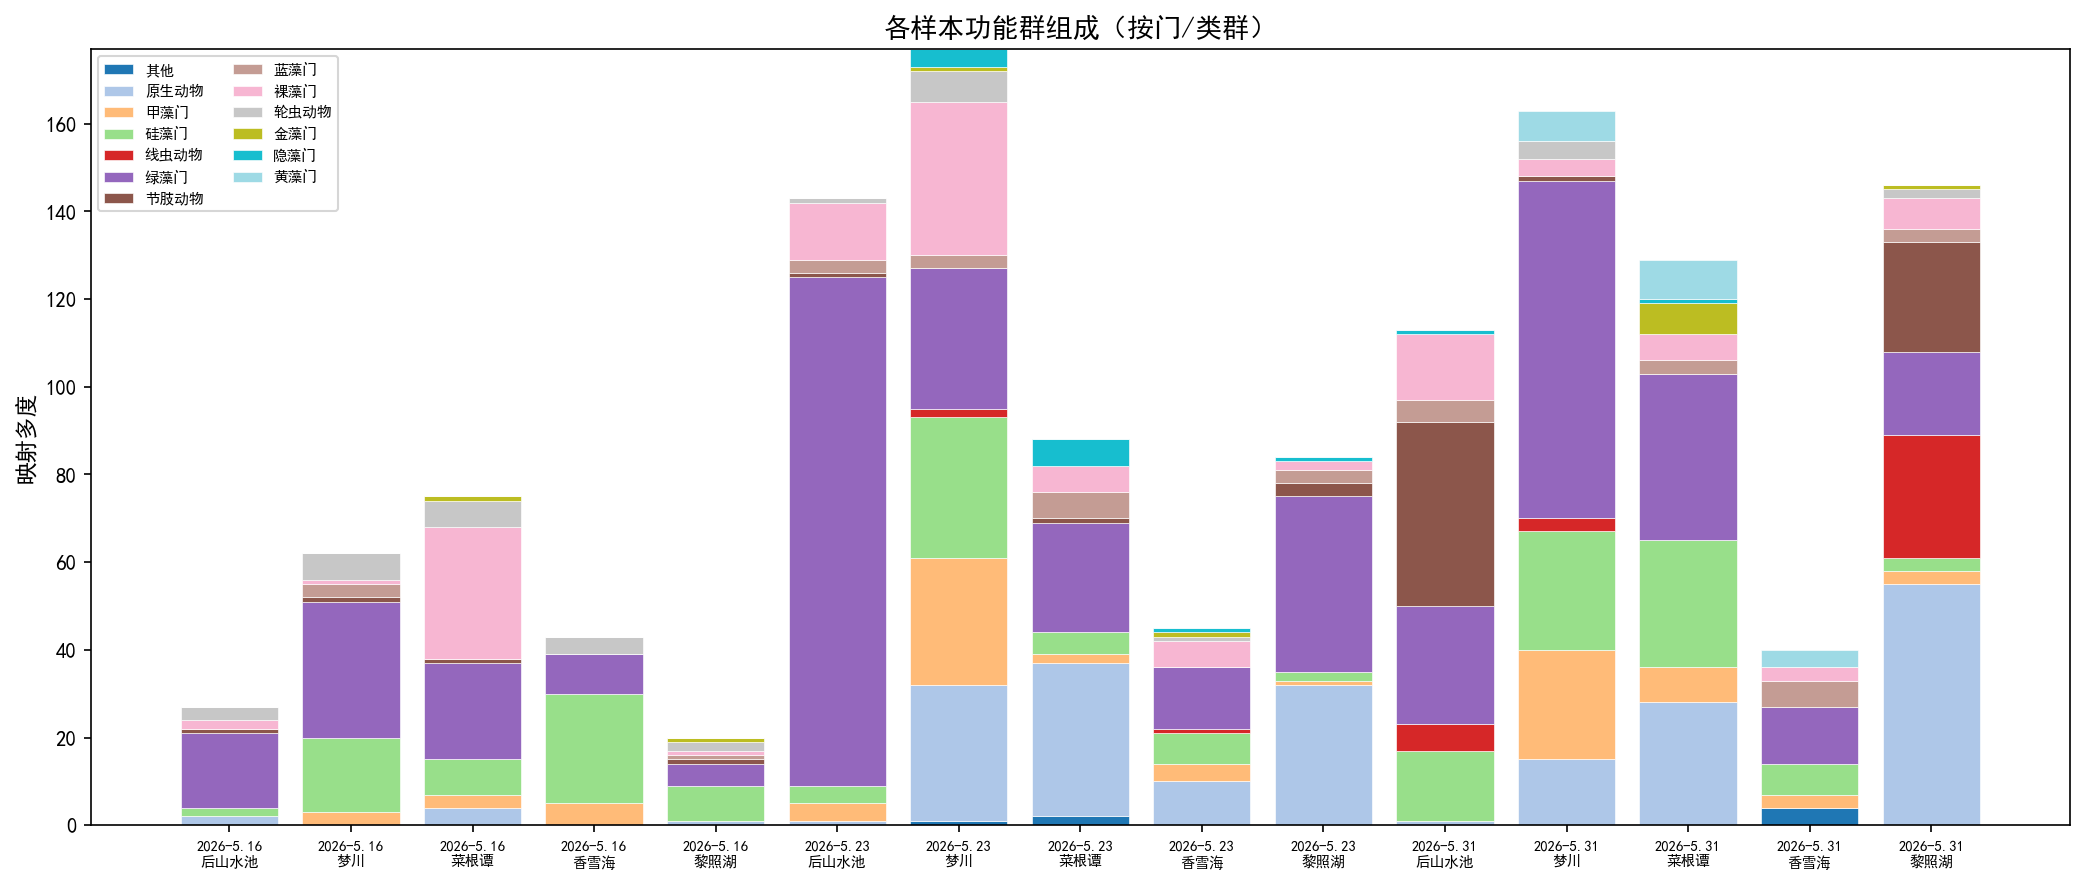 各样本功能群组成（按门/类群）
其他
原生动物
甲藻门
硅藻门
线虫动物
绿藻门
节肢动物
蓝藻门
裸藻门
轮虫动物
金藻门
隐藻门
黄藻门
映射多度
160
140
120
100
80
60
40
20
0
2026-5.16
后山水池
2026-5.16
梦川
2026-5.16
菜根谭
2026-5.16
香雪海
2026-5.16
黎照湖
2026-5.23
后山水池
2026-5.23
梦川
2026-5.23
菜根谭
2026-5.23
香雪海
2026-5.23
黎照湖
2026-5.31
后山水池
2026-5.31
梦川
2026-5.31
菜根谭
2026-5.31
香雪海
2026-5.31
黎照湖